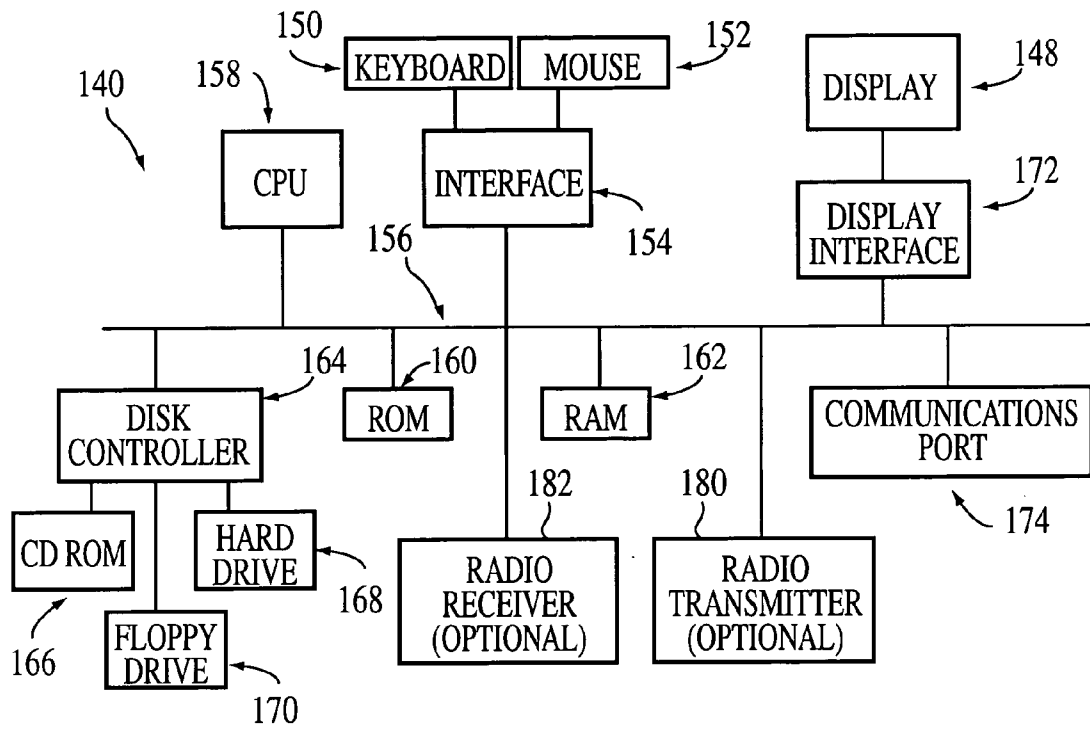 150
KEYBOARD
MOUSE
152
140
158
CPU
INTERFACE
154
DISPLAY
148
172
DISPLAY
INTERFACE
156
164
DISK
CONTROLLER
160
ROM
162
RAM
COMMUNICATIONS
PORT
174
CD ROM
166
HARD
DRIVE
168
FLOPPY
DRIVE
170
182
RADIO
RECEIVER
(OPTIONAL)
180
RADIO
TRANSMITTER
(OPTIONAL)